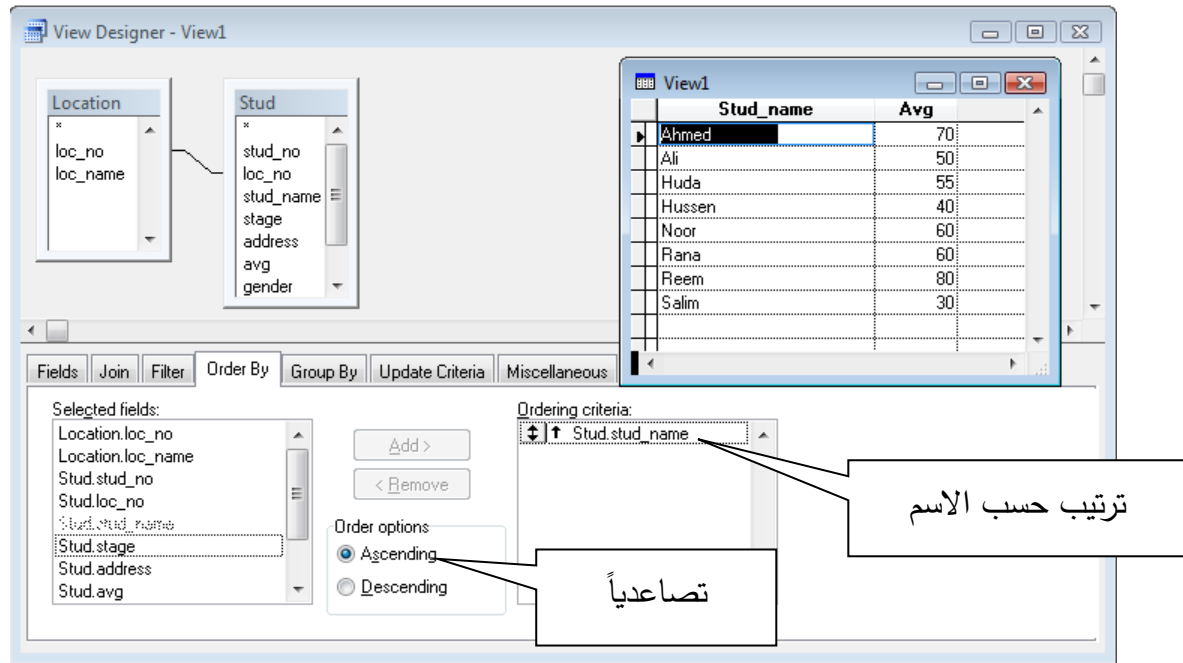 View Designer - View1
Location
*
loc_no
loc_name
Stud
*
stud_no
loc_no
stud_name
stage
address
avg
gender
View1
Stud_name Avg
Ahmed 70
Ali 50
Huda 55
Hussen 40
Noor 60
Rana 60
Reem 80
Salim 30
Fields Join Filter Order By Group By Update Criteria Miscellaneous
Selected fields:
Location.loc_no
Location.loc_name
Stud.stud_no
Stud.loc_no
Stud.stud_name
Stud.stage
Stud.address
Stud.avg
Add >
< Remove
Order options
Ascending
Descending
Ordering criteria:
Stud.stud_name
ترتيب حسب الاسم
تصاعدياً